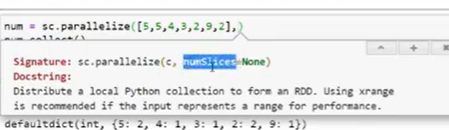 num = sc.parallelize([5,5,4,3,2,9,2],)
num.collect()
Signature: sc.parallelize(c, numSlices=None)
Docstring:
Distribute a local Python collection to form an RDD. Using xrange
is recommended if the input represents a range for performance.
defaultdict(int, {5: 2, 4: 1, 3: 1, 2: 2, 9: 1})